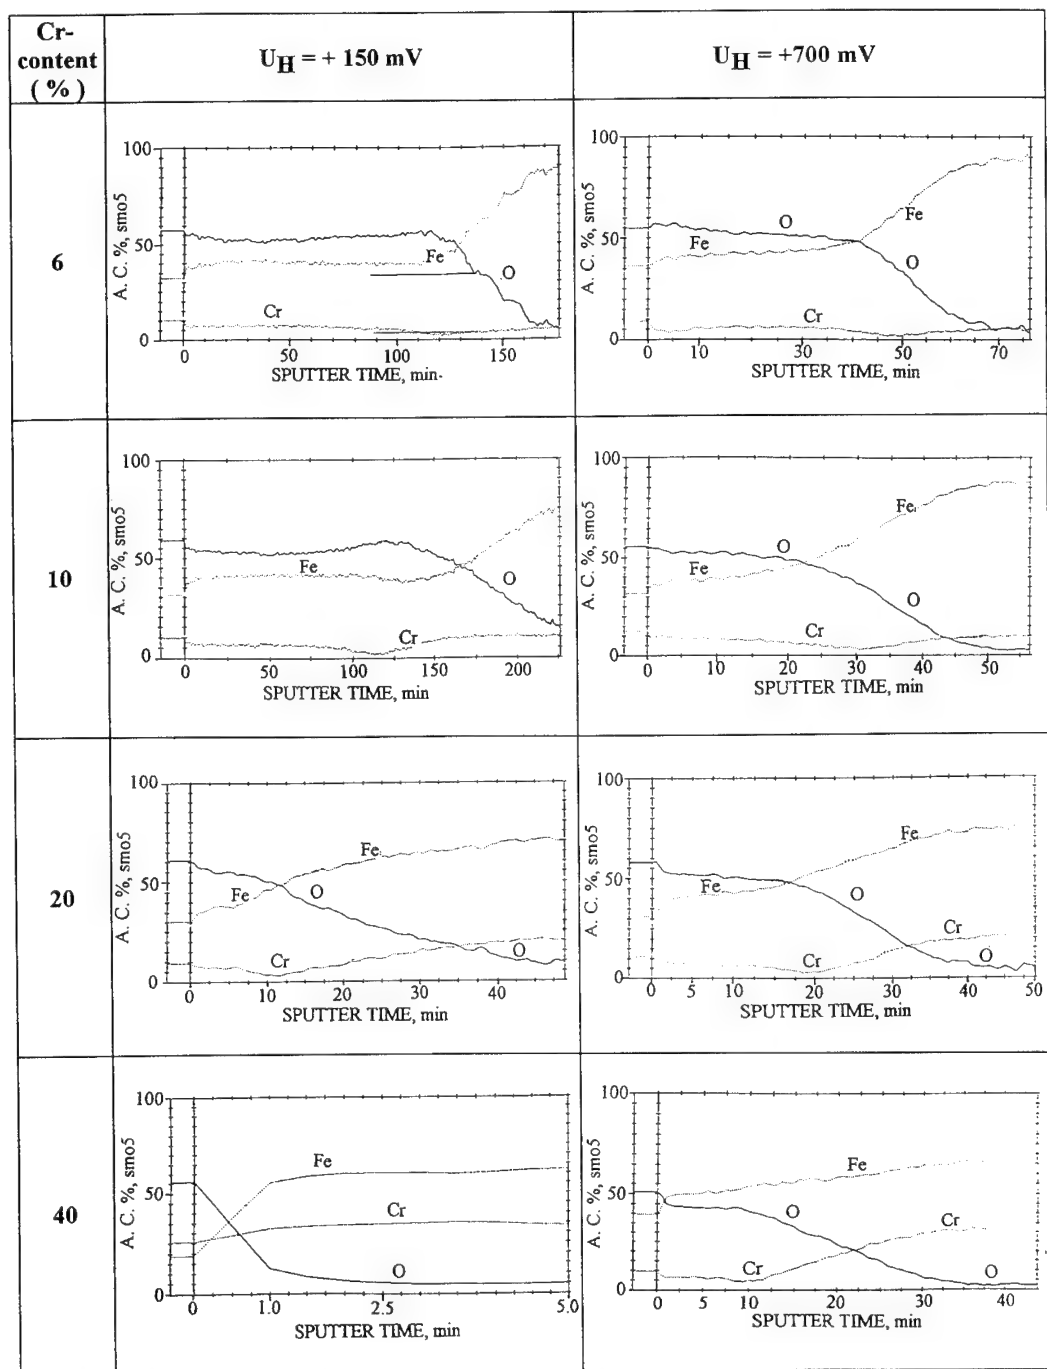 Cr-
content
( % )
U_H = + 150 mV
U_H = +700 mV
6
100
50
0
A. C. %, smo5
Fe
O
Cr
0 50 100 150
SPUTTER TIME, min-
100
50
0
A. C. %, smo5
O
Fe
Fe
O
Cr
0 10 30 50 70
SPUTTER TIME, min
10
100
50
0
A. C. %, smo5
Fe
O
Cr
0 50 100 150 200
SPUTTER TIME, min
100
50
0
A. C. %, smo5
Fe
O
Fe
O
Cr
0 10 20 30 40 50
SPUTTER TIME, min
20
100
50
0
A. C. %, smo5
Fe
Fe
O
Cr
O
0 10 20 30 40
SPUTTER TIME, min
100
50
0
A. C. %, smo5
Fe
Fe
O
Cr
Cr
O
0 5 10 20 30 40 50
SPUTTER TIME, min
40
100
50
0
A. C. %, smo5
Fe
Cr
O
0 1.0 2.5 5.0
SPUTTER TIME, min
100
50
0
A. C. %, smo5
Fe
O
Cr
Cr
O
0 5 10 20 30 40
SPUTTER TIME, min